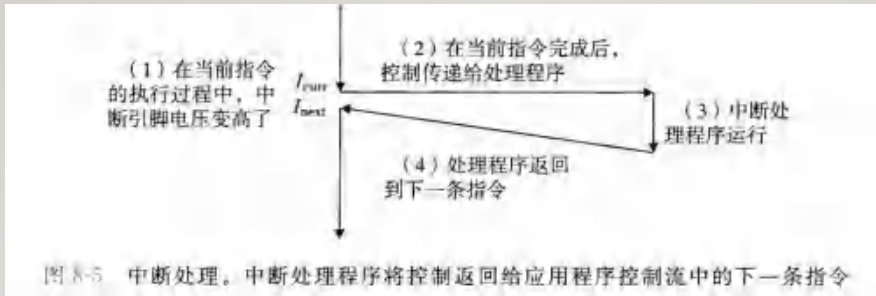 (1)在当前指令
的执行过程中,中
断引脚电压变高了
Icurr
Inext
(2)在当前指令完成后,
控制传递给处理程序
(3)中断处
理程序运行
(4)处理程序返回
到下一条指令
图 8-5 中断处理。中断处理程序将控制返回给应用程序控制流中的下一条指令